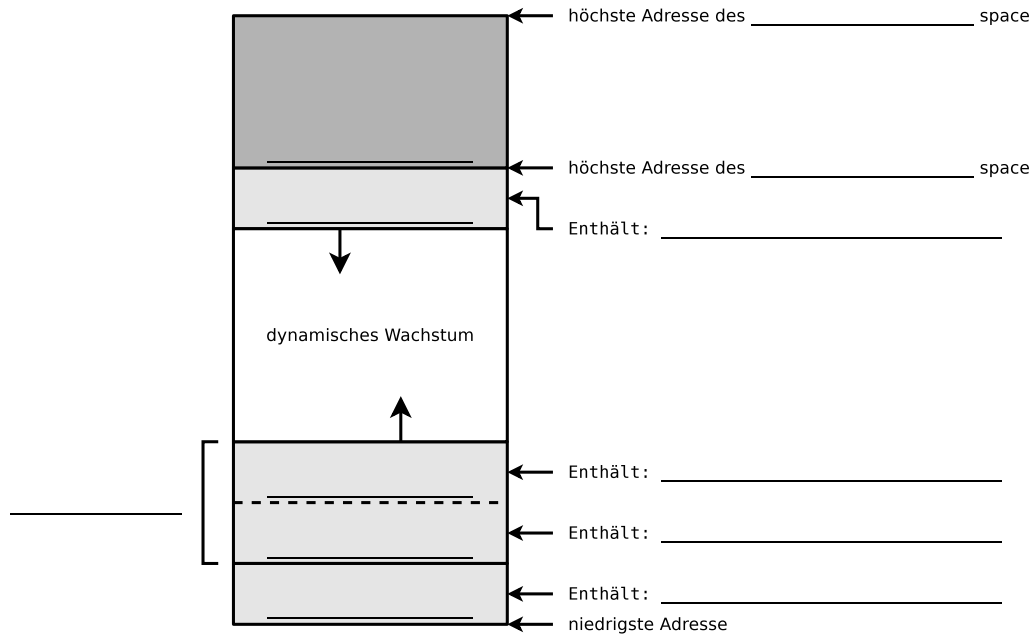 höchste Adresse des space
höchste Adresse des space
Enthält:
dynamisches Wachstum
Enthält:
Enthält:
Enthält:
niedrigste Adresse